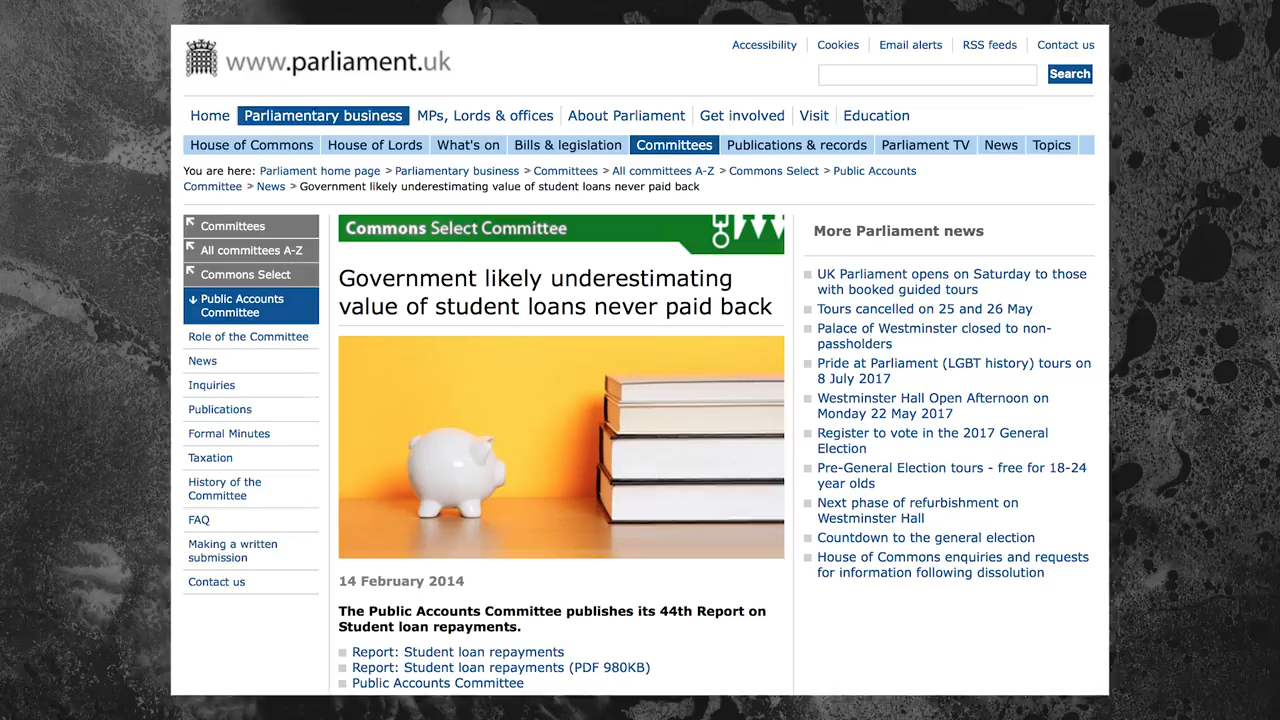 www.parliament.uk
Accessibility
Cookies
Email alerts
RSS feeds
Contact us
Search
Home
Parliamentary business
MPs, Lords & offices
About Parliament
Get involved
Visit
Education
House of Commons
House of Lords
What's on
Bills & legislation
Committees
Publications & records
Parliament TV
News
Topics
You are here: Parliament home page > Parliamentary business > Committees > All committees A-Z > Commons Select > Public Accounts
Committee > News > Government likely underestimating value of student loans never paid back
Committees
All committees A-Z
Commons Select
Public Accounts
Committee
Role of the Committee
News
Inquiries
Publications
Formal Minutes
Taxation
History of the
Committee
FAQ
Making a written
submission
Contact us
Commons Select Committee
Government likely underestimating
value of student loans never paid back
14 February 2014
The Public Accounts Committee publishes its 44th Report on
Student loan repayments.
Report: Student loan repayments
Report: Student loan repayments (PDF 980KB)
Public Accounts Committee
More Parliament news
UK Parliament opens on Saturday to those
with booked guided tours
Tours cancelled on 25 and 26 May
Palace of Westminster closed to non-
passholders
Pride at Parliament (LGBT history) tours on
8 July 2017
Westminster Hall Open Afternoon on
Monday 22 May 2017
Register to vote in the 2017 General
Election
Pre-General Election tours - free for 18-24
year olds
Next phase of refurbishment on
Westminster Hall
Countdown to the general election
House of Commons enquiries and requests
for information following dissolution